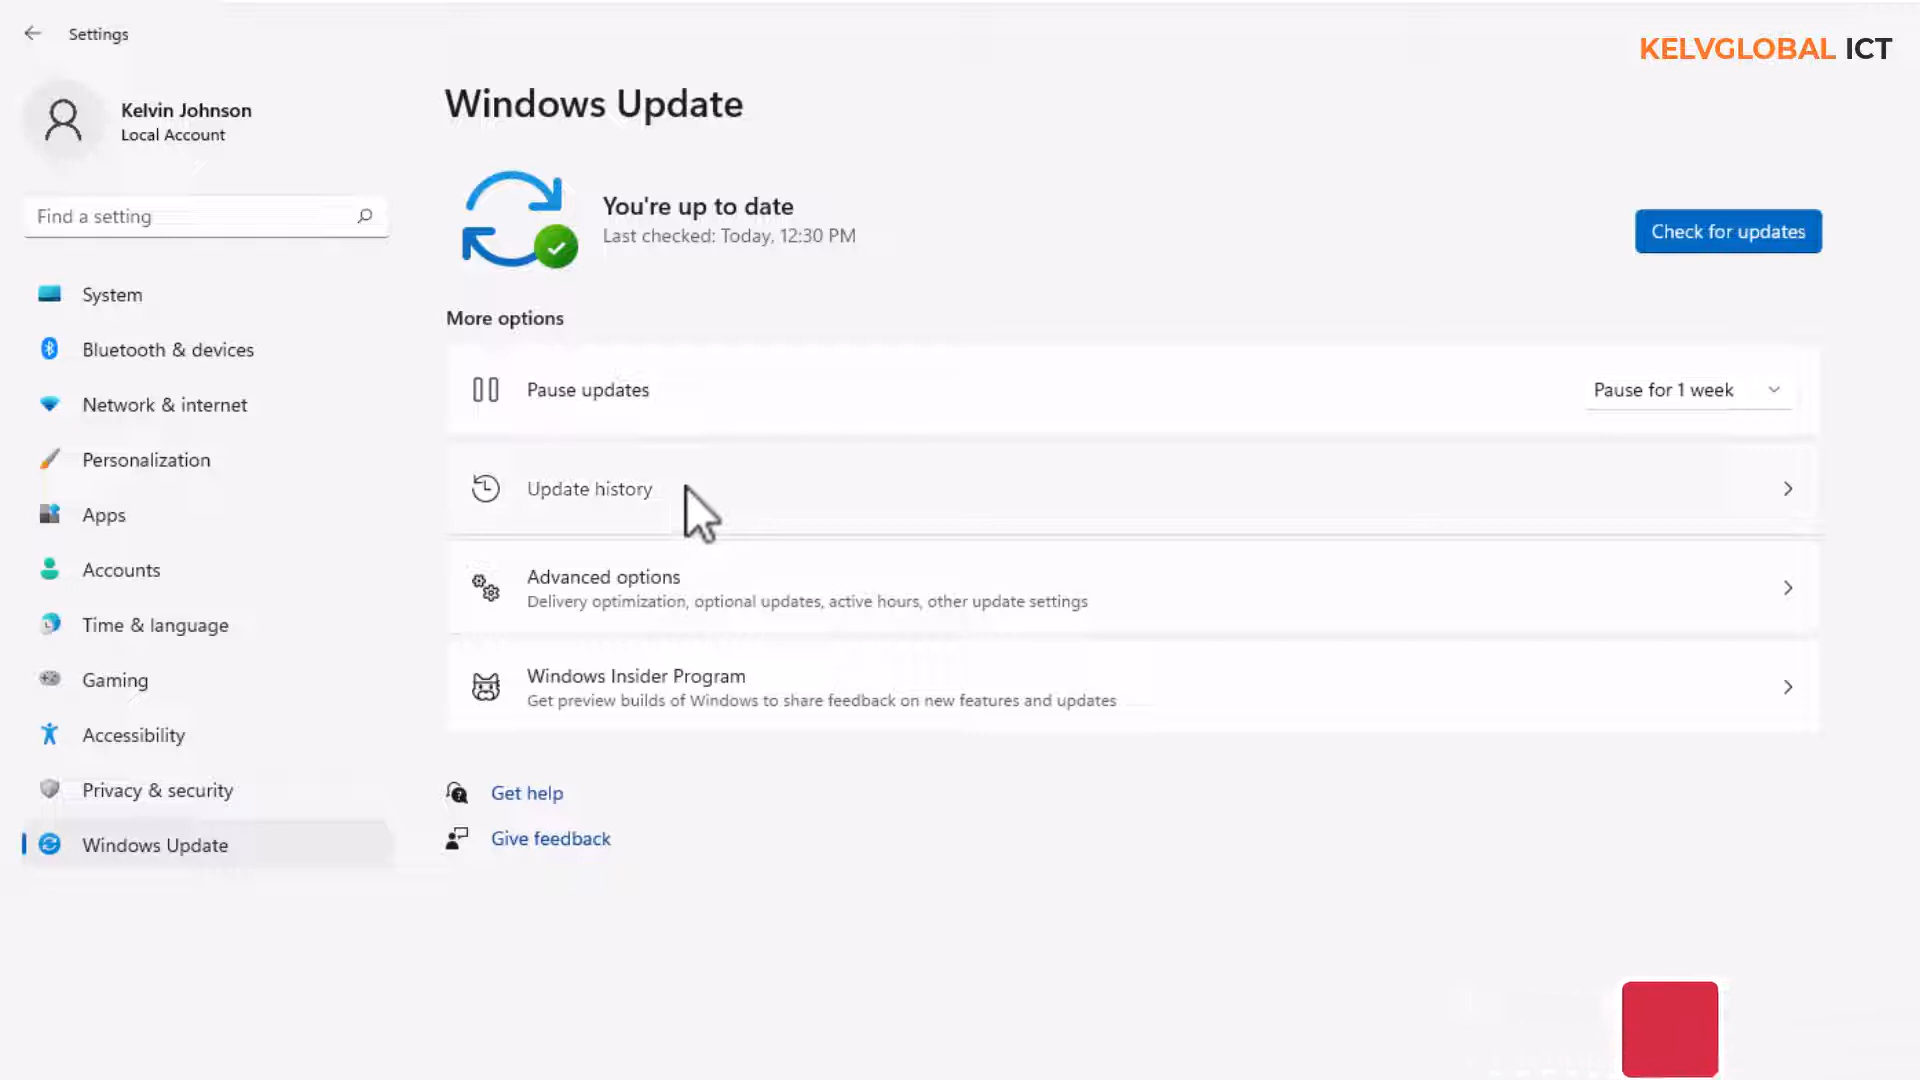 Settings
KELVGLOBAL ICT
Kelvin Johnson
Local Account
Find a setting
System
Bluetooth & devices
Network & internet
Personalization
Apps
Accounts
Time & language
Gaming
Accessibility
Privacy & security
Windows Update
Windows Update
You're up to date
Last checked: Today, 12:30 PM
Check for updates
More options
Pause updates
Pause for 1 week
Update history
Advanced options
Delivery optimization, optional updates, active hours, other update settings
Windows Insider Program
Get preview builds of Windows to share feedback on new features and updates
Get help
Give feedback